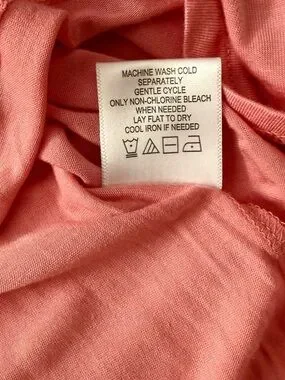 MACHINE WASH COLD
SEPARATELY
GENTLE CYCLE
ONLY NON-CHLORINE BLEACH
WHEN NEEDED
LAY FLAT TO DRY
COOL IRON IF NEEDED